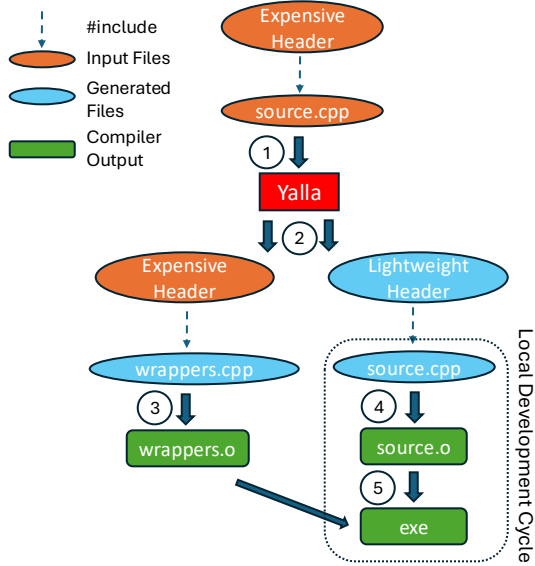 #include
Input Files
Generated
Files
Compiler
Output
Expensive
Header
source.cpp
1
Yalla
2
Expensive
Header
Lightweight
Header
wrappers.cpp
source.cpp
3
4
wrappers.o
source.o
5
exe
Local Development Cycle